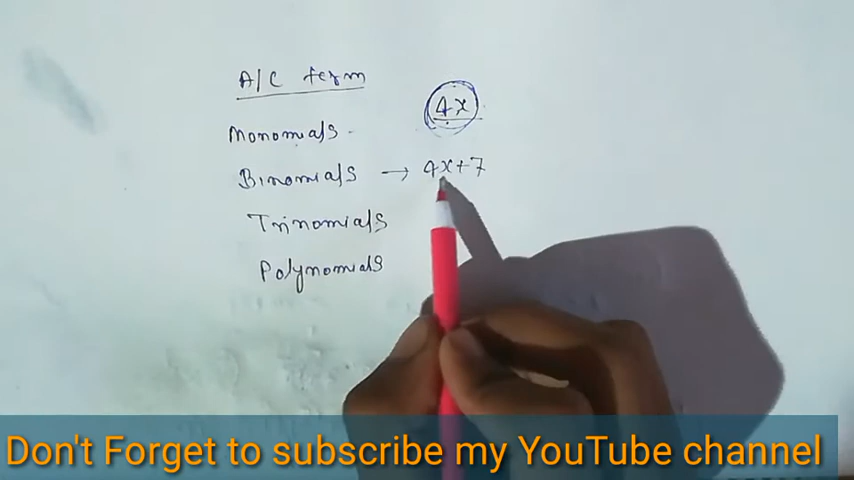 A/C term
4x
Monomials
Binomials → 4x+7
Trinomials
Polynomials
Don't Forget to subscribe my YouTube channel